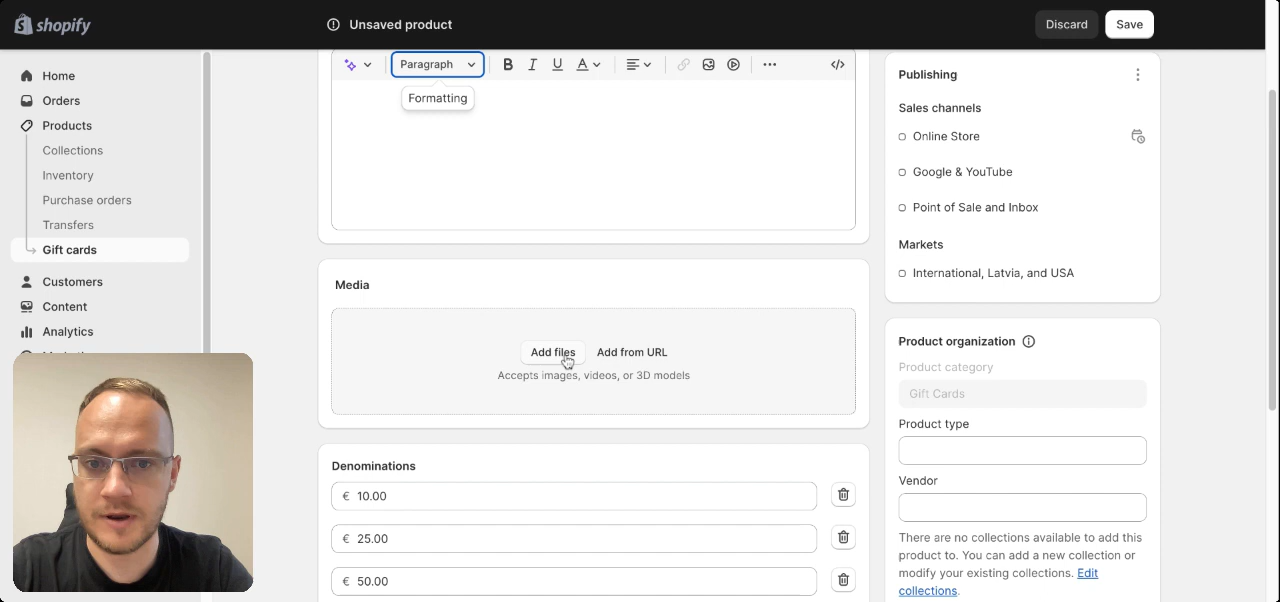 shopify
Unsaved product
Discard
Save
Home
Orders
Products
Collections
Inventory
Purchase orders
Transfers
Gift cards
Customers
Content
Analytics
Paragraph
B I U A
Formatting
Media
Add files
Add from URL
Accepts images, videos, or 3D models
Denominations
€ 10.00
€ 25.00
€ 50.00
Publishing
Sales channels
Online Store
Google & YouTube
Point of Sale and Inbox
Markets
International, Latvia, and USA
Product organization
Product category
Gift Cards
Product type
Vendor
There are no collections available to add this
product to. You can add a new collection or
modify your existing collections. Edit
collections.